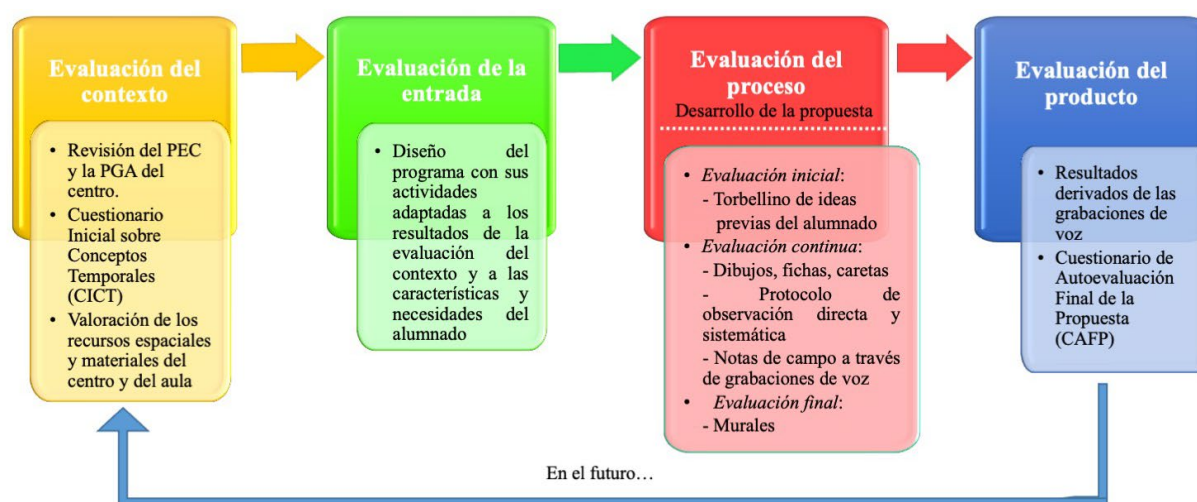 Evaluación del
contexto
• Revisión del PEC
y la PGA del
centro.
• Cuestionario
Inicial sobre
Conceptos
Temporales
(CICT)
• Valoración de los
recursos espaciales
y materiales del
centro y del aula
Evaluación de la
entrada
• Diseño del
programa con sus
actividades
adaptadas a los
resultados de la
evaluación del
contexto y a las
características y
necesidades del
alumnado
Evaluación del
proceso
Desarrollo de la propuesta
• Evaluación inicial:
- Torbellino de ideas
previas del alumnado
• Evaluación continua:
- Dibujos, fichas, caretas
- Protocolo de
observación directa y
sistemática
- Notas de campo a través
de grabaciones de voz
• Evaluación final:
- Murales
Evaluación del
producto
• Resultados
derivados de las
grabaciones de
voz
• Cuestionario de
Autoevaluación
Final de la
Propuesta
(CAFP)
En el futuro…